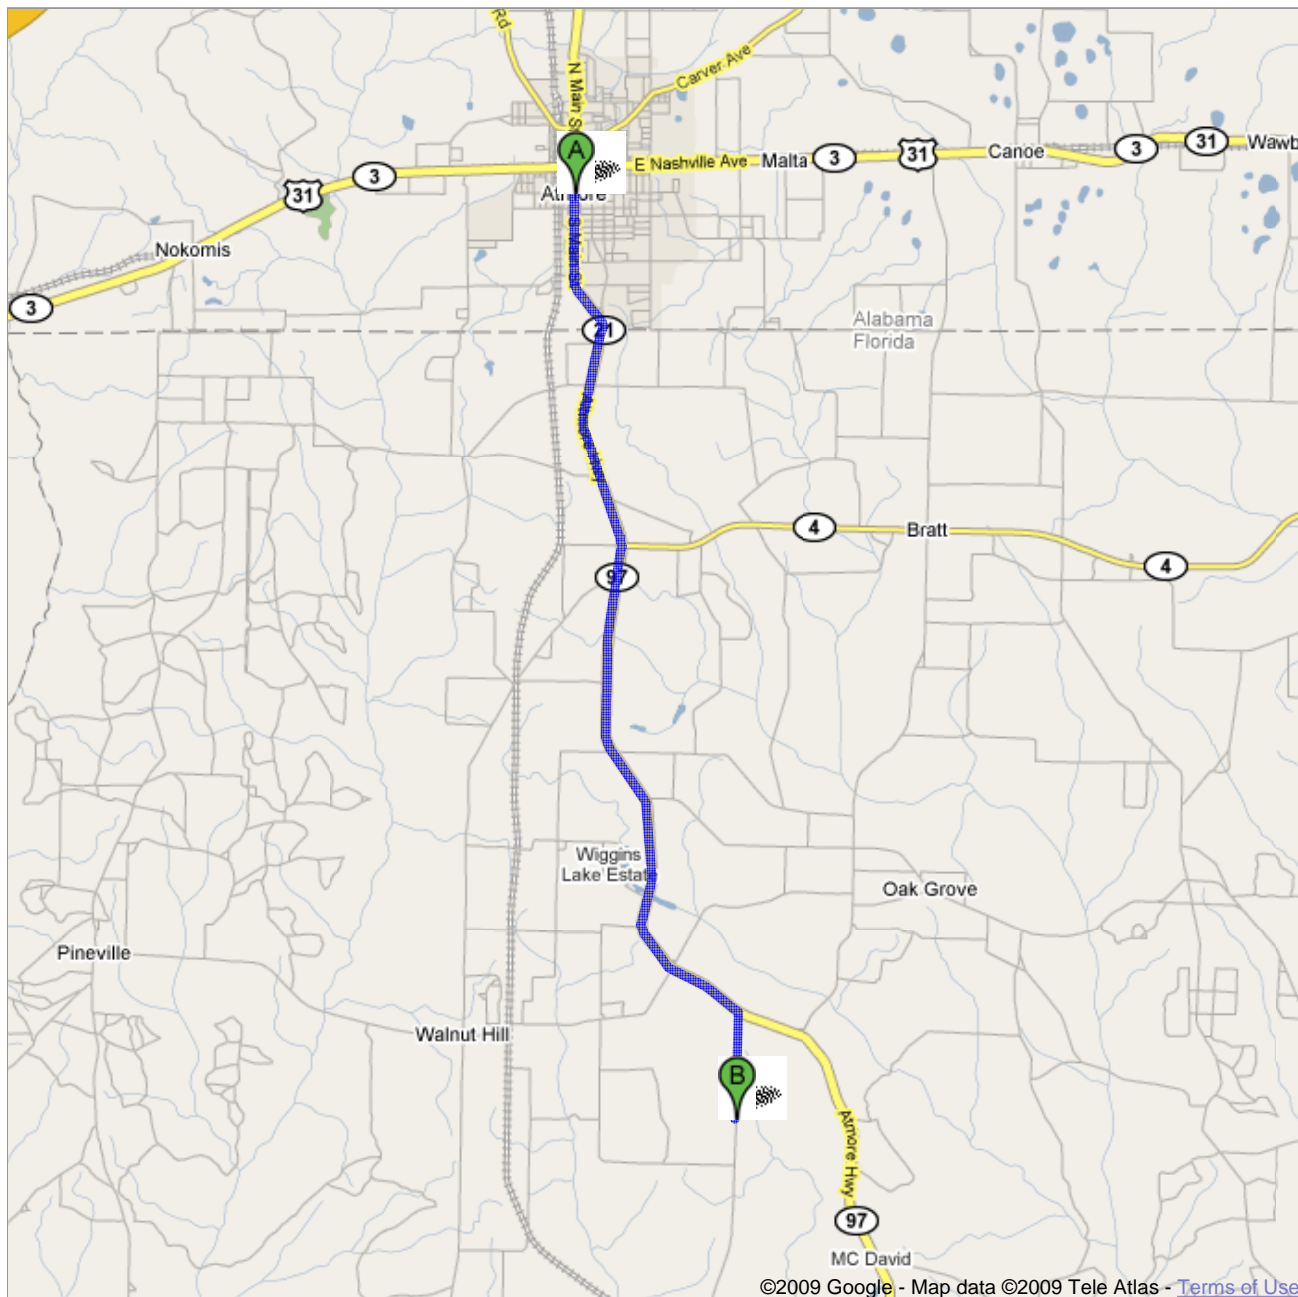 Rd
N Main S
Carver Ave
A
31
3
E Nashville Ave
Malta
3
31
Canoe
3
31
Wawb
Atmore
Nokomis
3
21
Alabama
Florida
4
Bratt
4
97
Wiggins
Lake Estate
Oak Grove
Pineville
Walnut Hill
B
Atmore Hwy
97
MC David
©2009 Google - Map data ©2009 Tele Atlas - Terms of Use